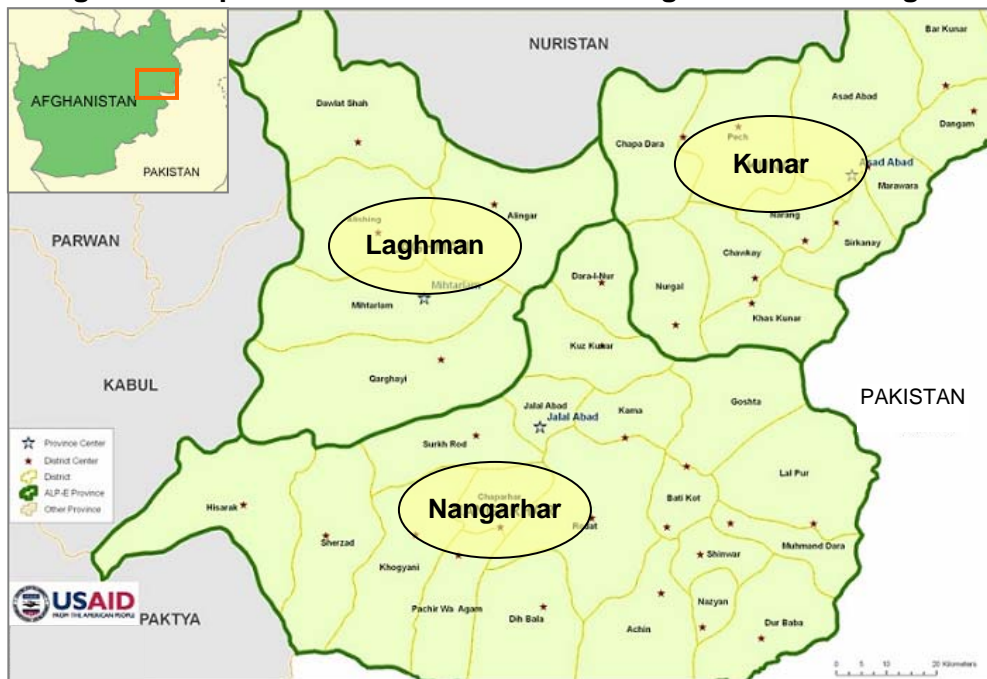 NURISTAN
Bar Kunar
AFGHANISTAN
PAKISTAN
Dawlat Shah
Asad Abad
Dangam
Chapa Dara
Pech
Kunar
Asad Abad
Marawara
Alingar
Narang
PARWAN
Laghman
Sirkanay
Chawkay
Dara-I-Nur
Nurgal
Mihtarlam
Mihtarlam
Khas Kunar
Kuz Kunar
Qarghayi
KABUL
PAKISTAN
Jalal Abad
Jalal Abad
Kama
Goshta
Surkh Rod
Province Center
District Center
District
ALP-E Province
Other Province
Lal Pur
Chaparhar
Bati Kot
Hisarak
Nangarhar
Rodat
Sherzad
Muhmand Dara
Shinwar
Khogyani
USAID
FROM THE AMERICAN PEOPLE
PAKTYA
Pachir Wa Agam
Dih Bala
Nazyan
Achin
Dur Baba
0 5 10 20 Kilometers